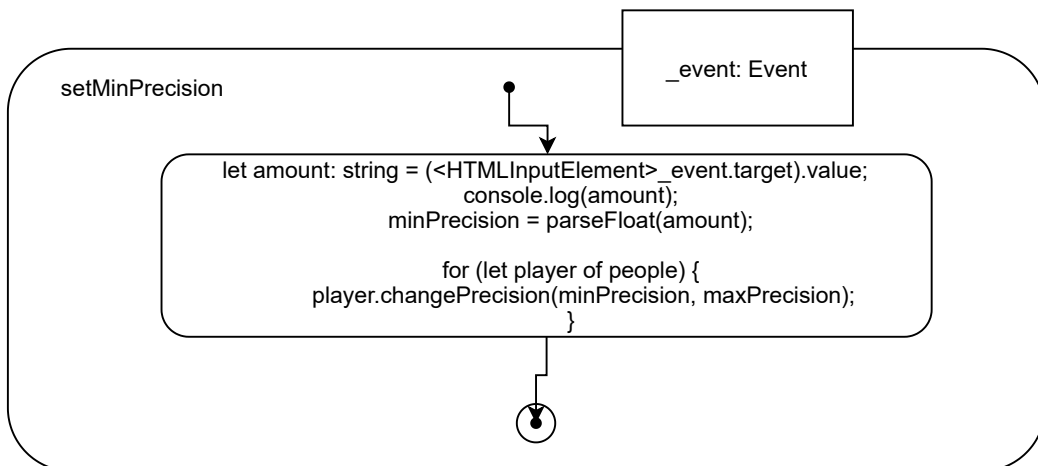 _event: Event
setMinPrecision
let amount: string = (<HTMLInputElement>_event.target).value;
console.log(amount);
minPrecision = parseFloat(amount);
for (let player of people) {
player.changePrecision(minPrecision, maxPrecision);
}